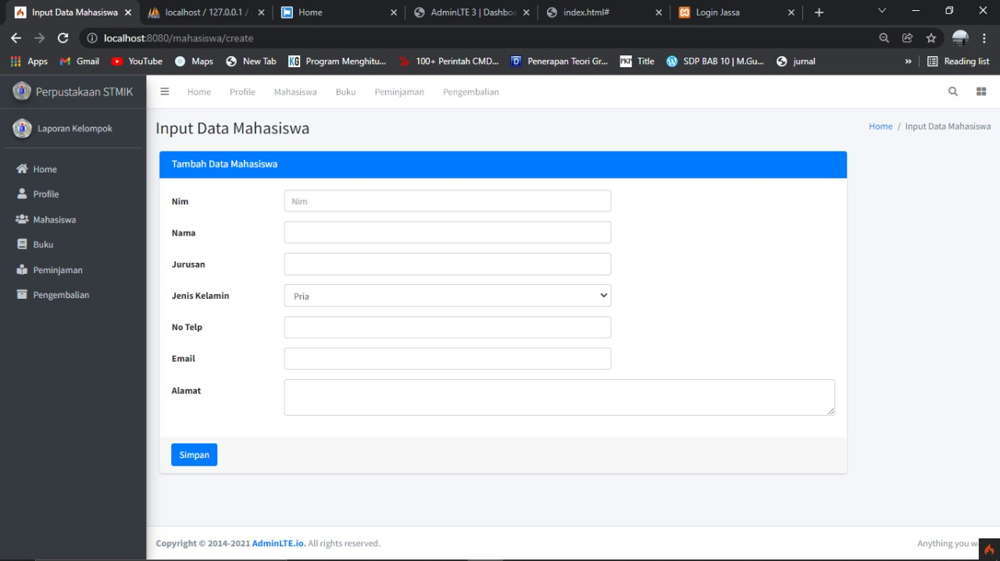 Input Data Mahasiswa
localhost / 127.0.0.1 /
Home
AdminLTE 3 | Dashboa
index.html#
Login Jassa
localhost:8080/mahasiswa/create
Apps
Gmail
YouTube
Maps
New Tab
KG Program Menghitu...
100+ Perintah CMD...
Penerapan Teori Gr...
PKP Title
SDP BAB 10 | M.Gu...
jurnal
»
Reading list
Perpustakaan STMIK
Home Profile Mahasiswa Buku Peminjaman Pengembalian
Laporan Kelompok
Input Data Mahasiswa
Home / Input Data Mahasiswa
Home
Profile
Mahasiswa
Buku
Peminjaman
Pengembalian
Tambah Data Mahasiswa
Nim Nim
Nama
Jurusan
Jenis Kelamin Pria
No Telp
Email
Alamat
Simpan
Copyright © 2014-2021 AdminLTE.io. All rights reserved.
Anything you w